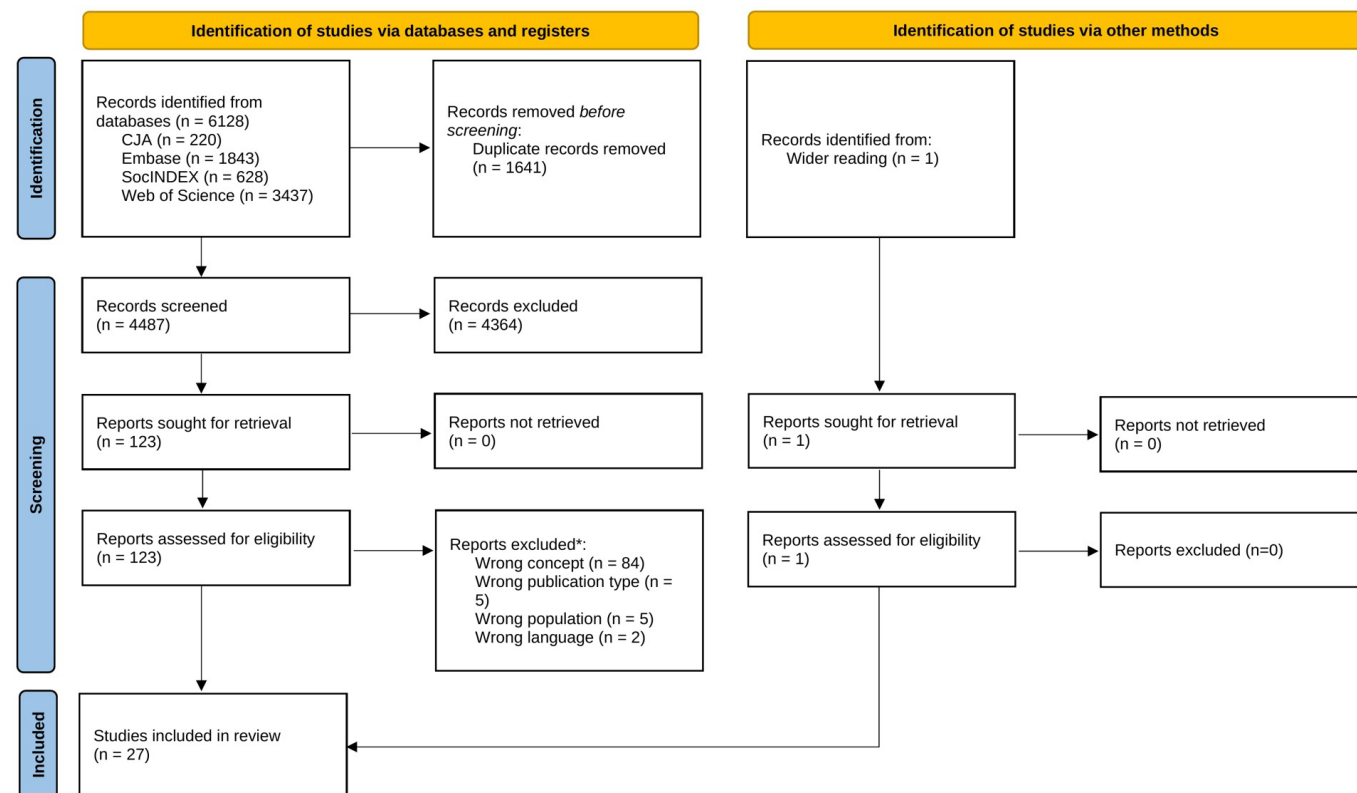 Identification of studies via databases and registers
Identification of studies via other methods
Identification
Records identified from
databases (n = 6128)
CJA (n = 220)
Embase (n = 1843)
SocINDEX (n = 628)
Web of Science (n = 3437)
Records removed before
screening:
Duplicate records removed
(n = 1641)
Records identified from:
Wider reading (n = 1)
Screening
Records screened
(n = 4487)
Records excluded
(n = 4364)
Reports sought for retrieval
(n = 123)
Reports not retrieved
(n = 0)
Reports sought for retrieval
(n = 1)
Reports not retrieved
(n = 0)
Reports assessed for eligibility
(n = 123)
Reports excluded*:
Wrong concept (n = 84)
Wrong publication type (n =
5)
Wrong population (n = 5)
Wrong language (n = 2)
Reports assessed for eligibility
(n = 1)
Reports excluded (n=0)
Included
Studies included in review
(n = 27)